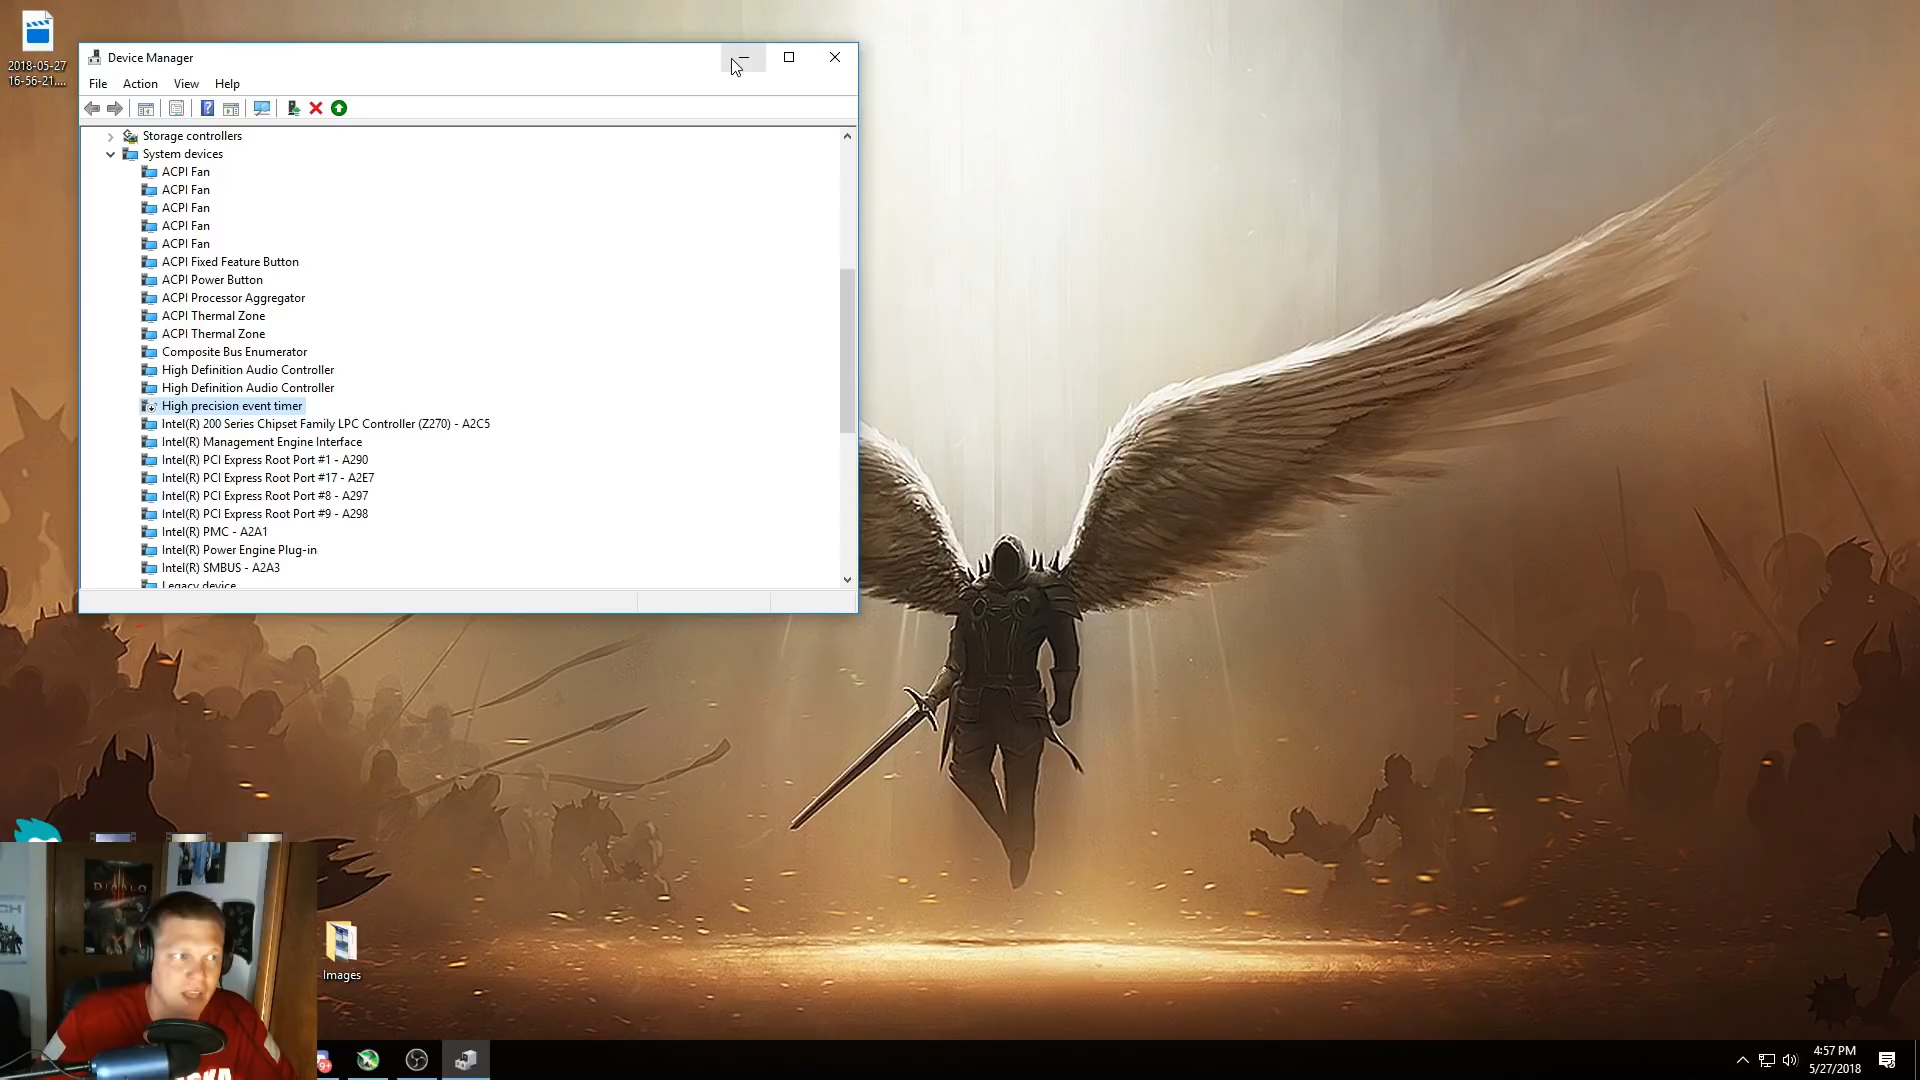 2018-05-27
16-56-21....
Device Manager
File Action View Help
Storage controllers
System devices
ACPI Fan
ACPI Fan
ACPI Fan
ACPI Fan
ACPI Fan
ACPI Fixed Feature Button
ACPI Power Button
ACPI Processor Aggregator
ACPI Thermal Zone
ACPI Thermal Zone
Composite Bus Enumerator
High Definition Audio Controller
High Definition Audio Controller
High precision event timer
Intel(R) 200 Series Chipset Family LPC Controller (Z270) - A2C5
Intel(R) Management Engine Interface
Intel(R) PCI Express Root Port #1 - A290
Intel(R) PCI Express Root Port #17 - A2E7
Intel(R) PCI Express Root Port #8 - A297
Intel(R) PCI Express Root Port #9 - A298
Intel(R) PMC - A2A1
Intel(R) Power Engine Plug-in
Intel(R) SMBUS - A2A3
Legacy device
DIABLO
Images
4:57 PM
5/27/2018